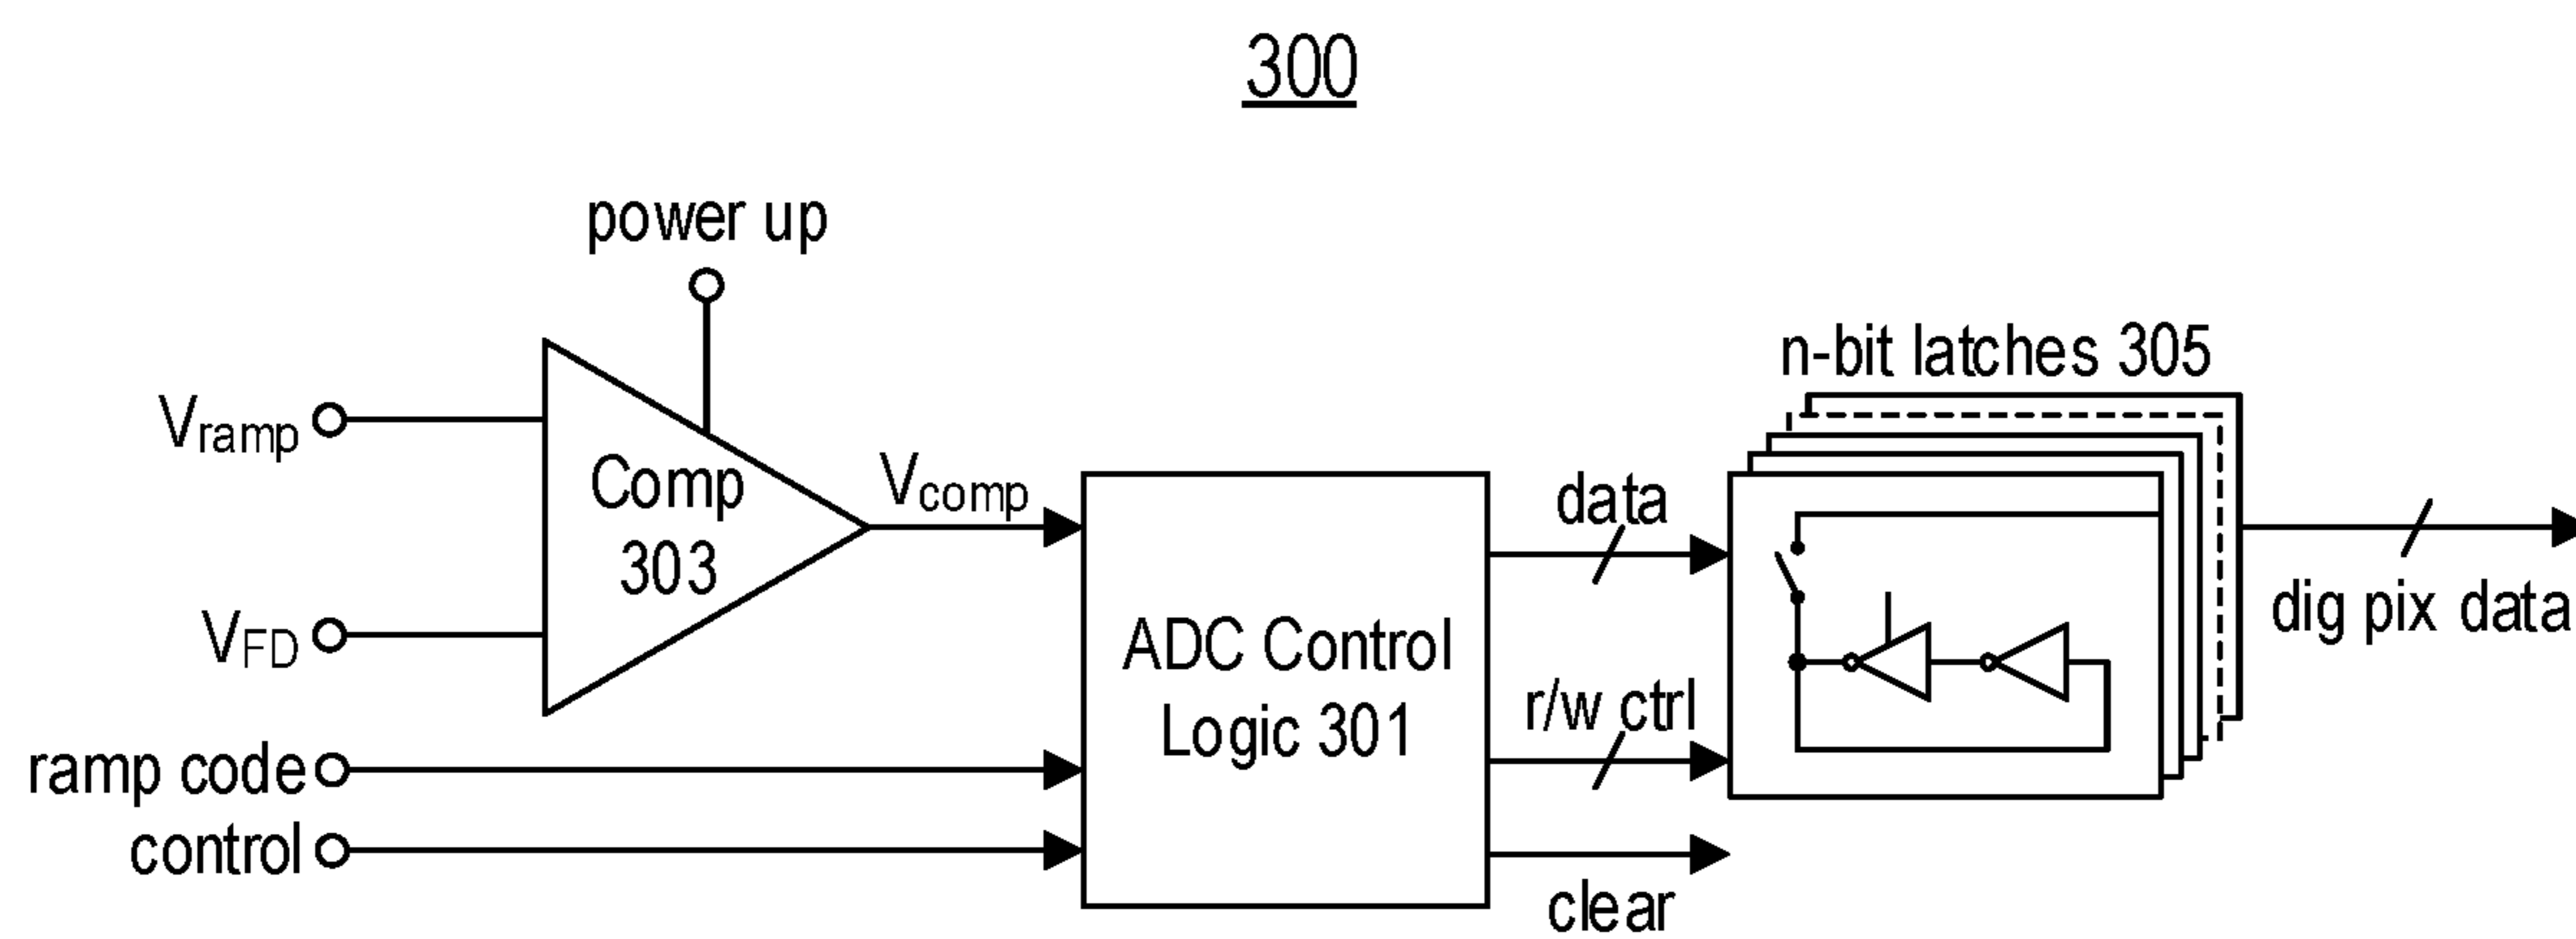 300
power up
n-bit latches 305
Vramp
Comp
303
Vcomp
data
VFD
ADC Control
Logic 301
dig pix data
r/w ctrl
ramp code
control
clear